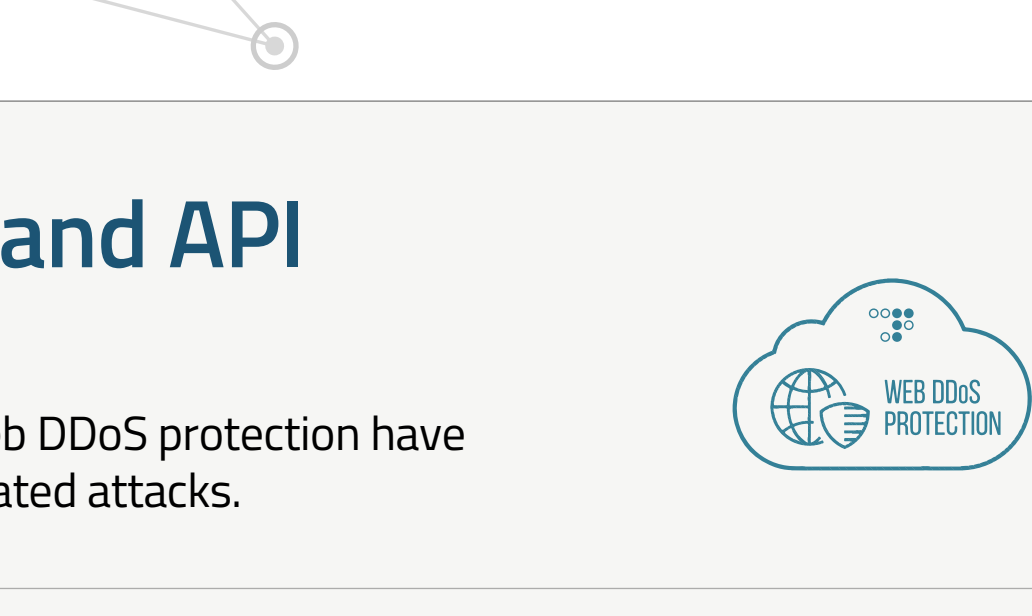 and API
b DDoS protection have
ated attacks.
WEB DDoS
PROTECTION